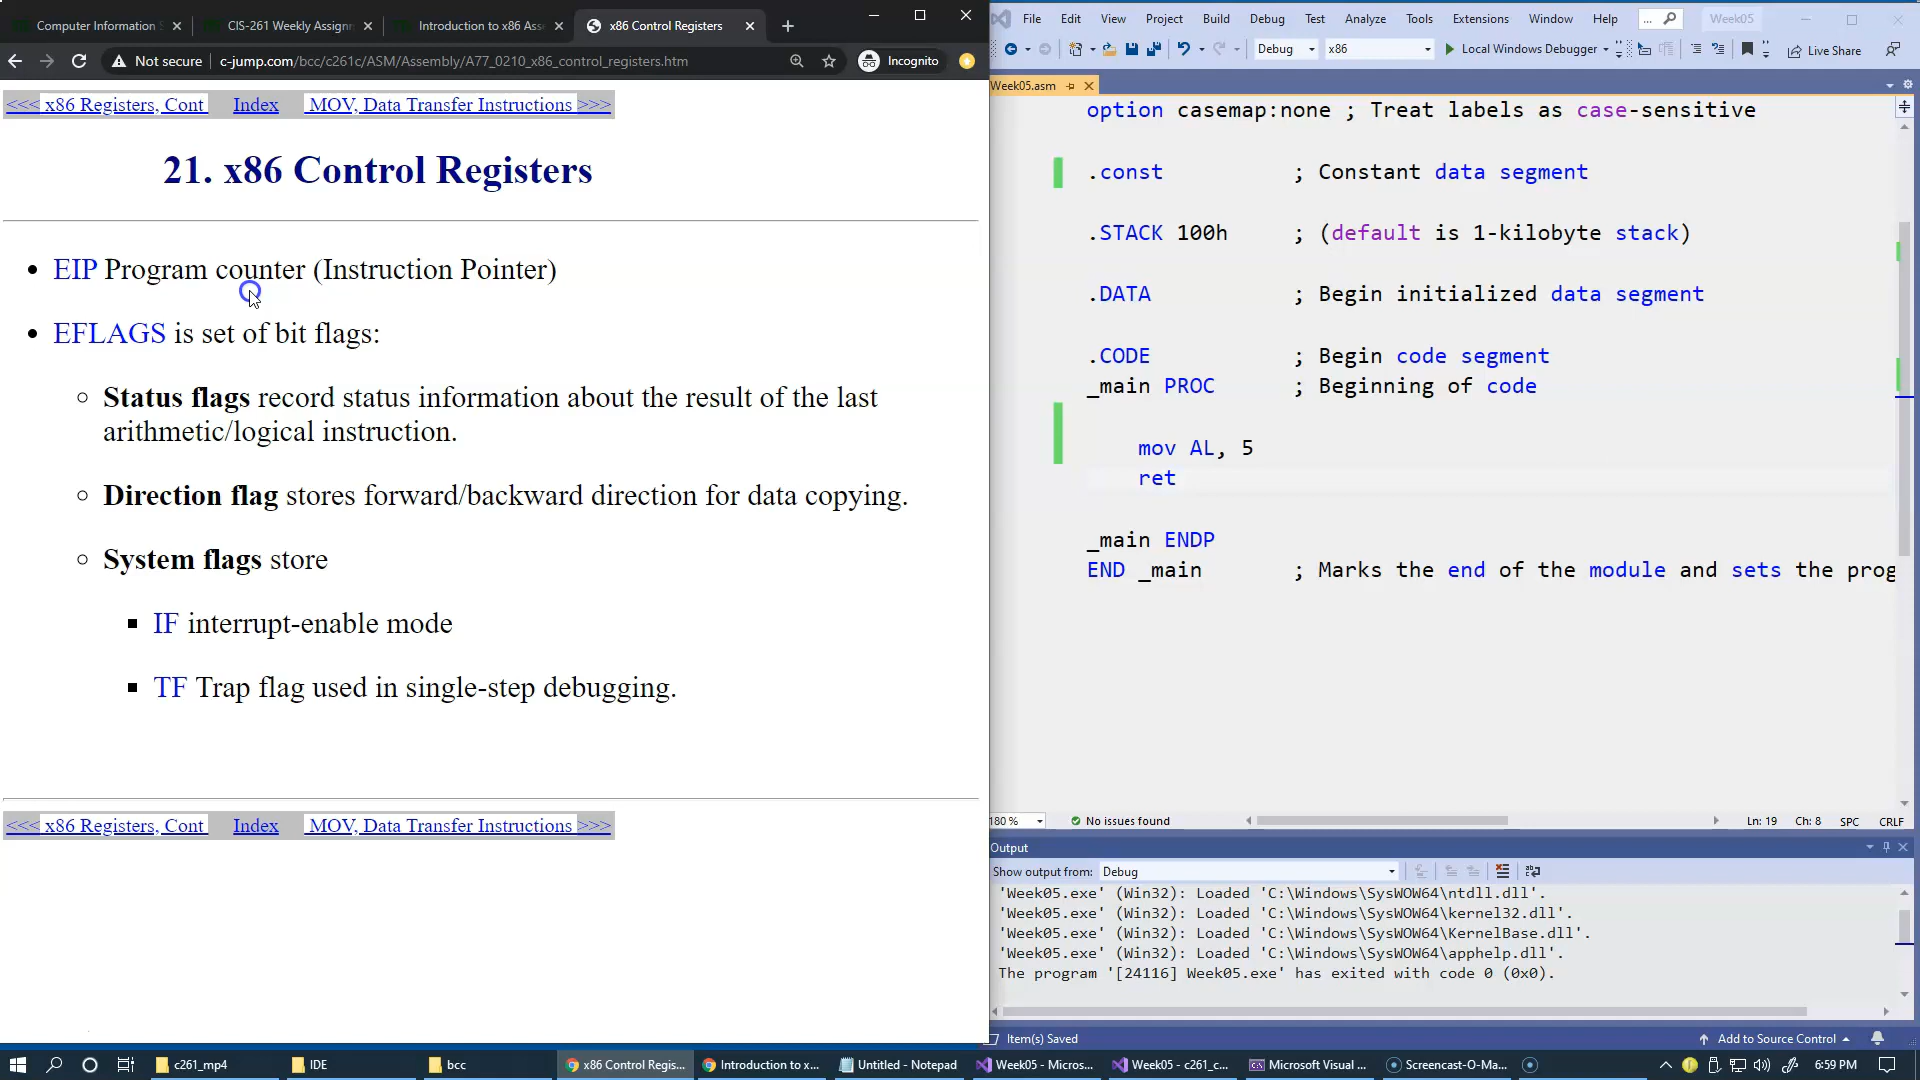 Computer Information S
CIS-261 Weekly Assignm
Introduction to x86 Asse
x86 Control Registers
Not secure
c-jump.com/bcc/c261c/ASM/Assembly/A77_0210_x86_control_registers.htm
Incognito
<<< x86 Registers, Cont Index MOV, Data Transfer Instructions >>>
21. x86 Control Registers
EIP Program counter (Instruction Pointer)
EFLAGS is set of bit flags:
Status flags record status information about the result of the last
arithmetic/logical instruction.
Direction flag stores forward/backward direction for data copying.
System flags store
IF interrupt-enable mode
TF Trap flag used in single-step debugging.
<<< x86 Registers, Cont Index MOV, Data Transfer Instructions >>>
File Edit View Project Build Debug Test Analyze Tools Extensions Window Help ... Week05
Debug x86 Local Windows Debugger Live Share
Week05.asm
option casemap:none ; Treat labels as case-sensitive
.const ; Constant data segment
.STACK 100h ; (default is 1-kilobyte stack)
.DATA ; Begin initialized data segment
.CODE ; Begin code segment
_main PROC ; Beginning of code
mov AL, 5
ret
_main ENDP
END _main ; Marks the end of the module and sets the prog
180 % No issues found Ln: 19 Ch: 8 SPC CRLF
Output
Show output from: Debug
'Week05.exe' (Win32): Loaded 'C:\Windows\SysWOW64\ntdll.dll'.
'Week05.exe' (Win32): Loaded 'C:\Windows\SysWOW64\kernel32.dll'.
'Week05.exe' (Win32): Loaded 'C:\Windows\SysWOW64\KernelBase.dll'.
'Week05.exe' (Win32): Loaded 'C:\Windows\SysWOW64\apphelp.dll'.
The program '[24116] Week05.exe' has exited with code 0 (0x0).
Item(s) Saved Add to Source Control
c261_mp4 IDE bcc x86 Control Regis... Introduction to x... Untitled - Notepad Week05 - Micros... Week05 - c261_c... Microsoft Visual ... Screencast-O-Ma... 6:59 PM